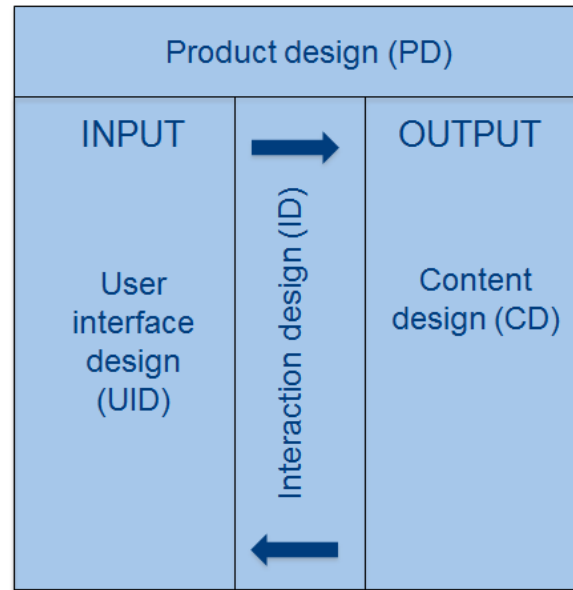 Product design (PD)
INPUT
User
interface
design
(UID)
Interaction design (ID)
OUTPUT
Content
design (CD)